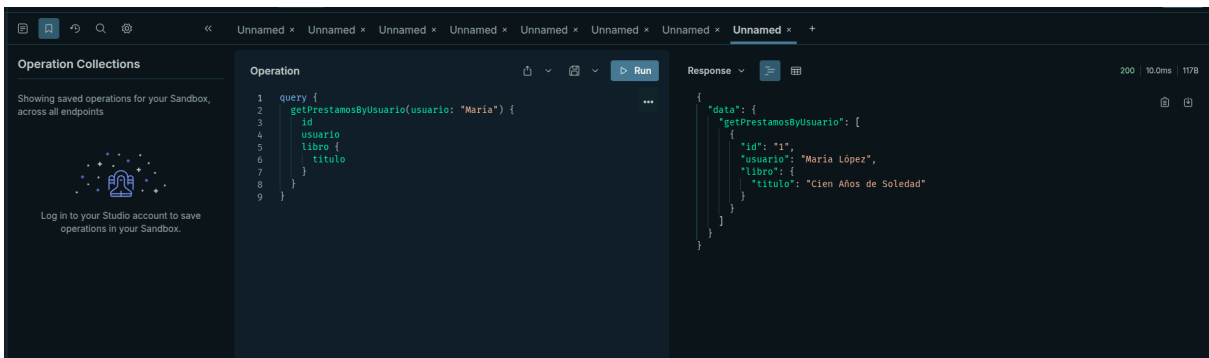 Unnamed × Unnamed × Unnamed × Unnamed × Unnamed × Unnamed × Unnamed × Unnamed × +
Operation Collections
Showing saved operations for your Sandbox,
across all endpoints
Log in to your Studio account to save
operations in your Sandbox.
Operation
Run
1 query {
2 getPrestamosByUsuario(usuario: "María") {
3 id
4 usuario
5 libro {
6 titulo
7 }
8 }
9 }
Response
200 10.0ms 117B
{
"data": {
"getPrestamosByUsuario": [
{
"id": "1",
"usuario": "María López",
"libro": {
"titulo": "Cien Años de Soledad"
}
}
]
}
}